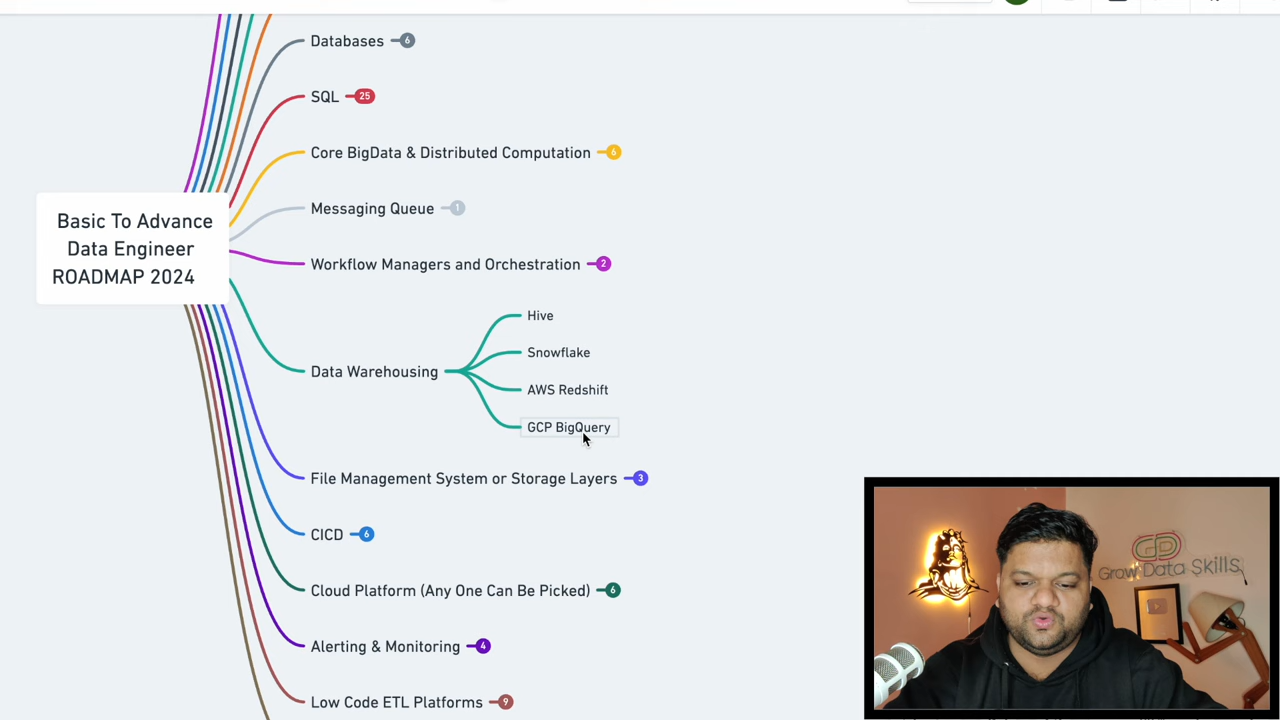 Databases 6
SQL 25
Core BigData & Distributed Computation 6
Messaging Queue 1
Basic To Advance
Data Engineer
ROADMAP 2024
Workflow Managers and Orchestration 2
Hive
Snowflake
Data Warehousing
AWS Redshift
GCP BigQuery
File Management System or Storage Layers 3
CICD 6
Cloud Platform (Any One Can Be Picked) 6
Alerting & Monitoring 4
Low Code ETL Platforms 9
GD
Grow Data Skills